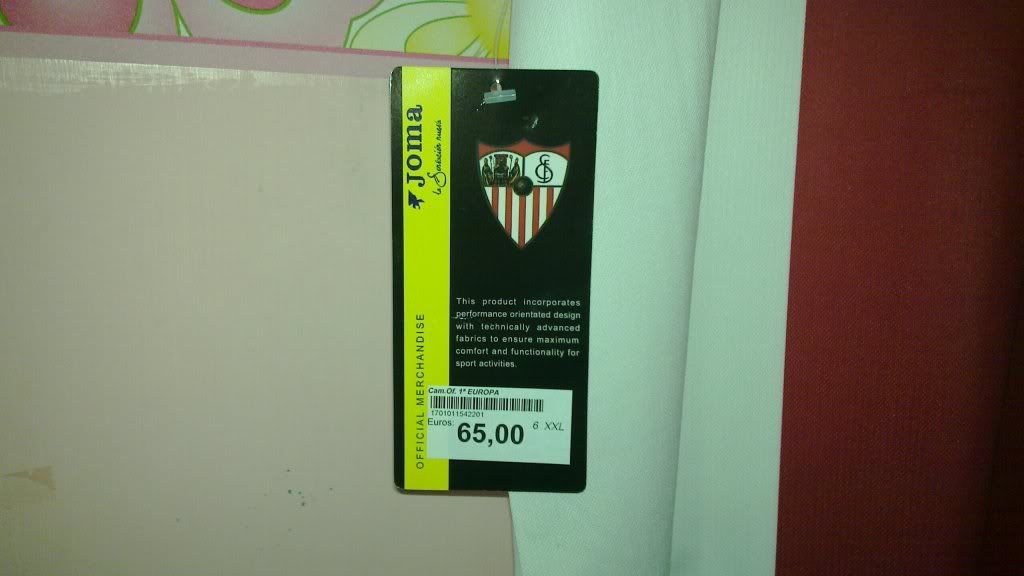 JOMA
la Sensación nueva
OFFICIAL MERCHANDISE
This product incorporates
performance orientated design
with technically advanced
fabrics to ensure maximum
comfort and functionality for
sport activities.
Cam.Of. 1ª EUROPA
1701011542201
Euros: 65,00 6 XXL